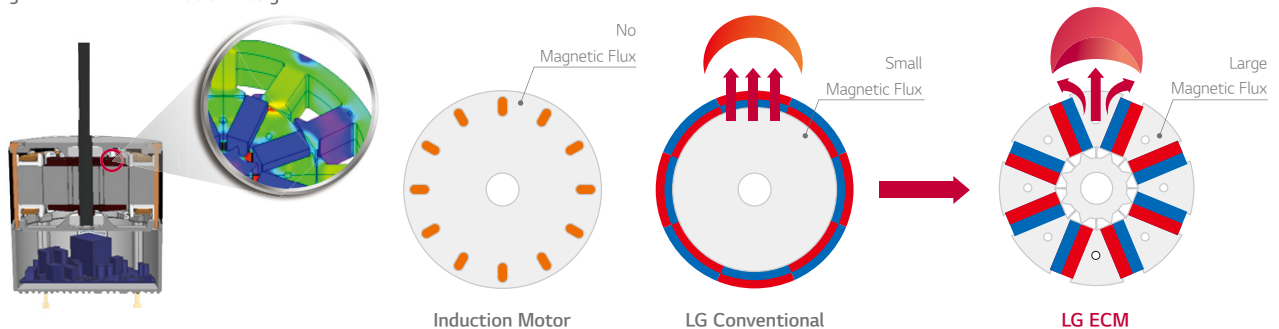 No
Magnetic Flux
Small
Magnetic Flux
Large
Magnetic Flux
Induction Motor
LG Conventional
LG ECM